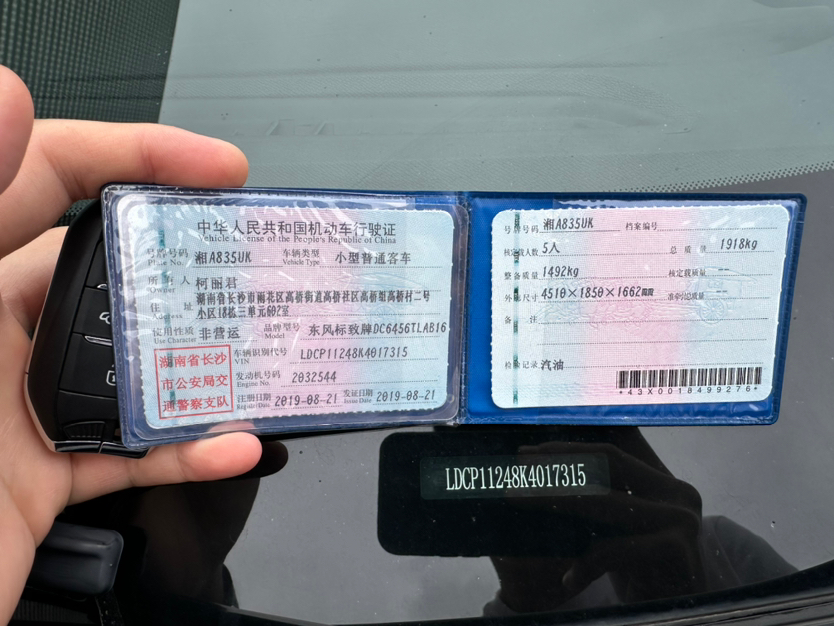 中华人民共和国机动车行驶证
Vehicle License of the People's Republic of China
号牌号码 湘A835UK 车辆类型 小型普通客车
Plate No. Vehicle Type
所有人 柯丽君
Owner
住址 湖南省长沙市雨花区高桥街道高桥社区高桥组高桥村二号
小区18栋三单元602室
Address
使用性质 非营运 品牌型号 东风标致牌DC6456TLAB16
Use Character Model
湖南省长沙
市公安局交
通警察支队
车辆识别代号 LDCP11248K4017315
VIN
发动机号码 2032544
Engine No.
注册日期 2019-08-21 发证日期 2019-08-21
Register Date Issue Date
号牌号码 湘A835UK 档案编号
核定载人数 5人 总质量 1918kg
整备质量 1492kg 核定载质量 --
外廓尺寸 4510×1850×1662mm 准牵引总质量 --
备注
检验记录 汽油
*43X0018499276*
LDCP11248K4017315